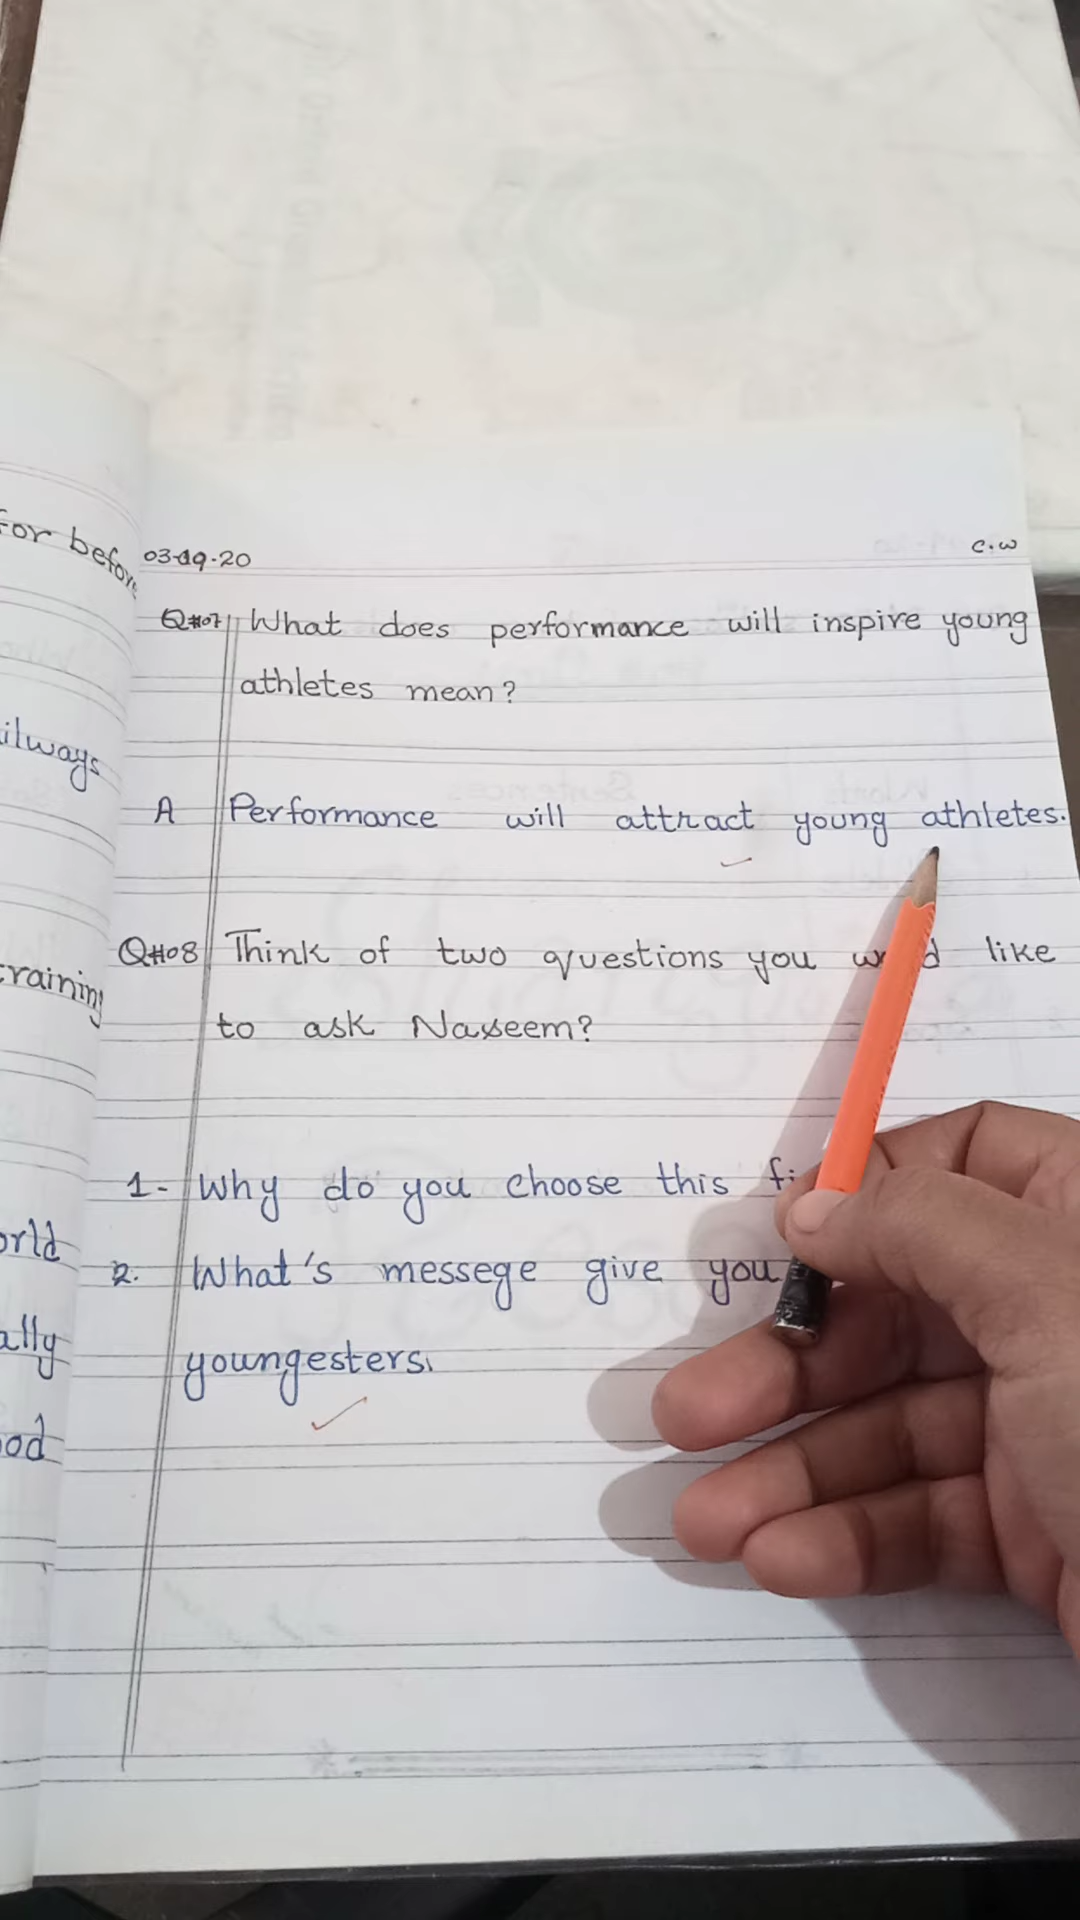 for before
03-09-20
c.w
Q#07 What does performance will inspire young
athletes mean?
ilways
A Performance will attract young athletes.
Q#08 Think of two questions you like
raining
to ask Naseem?
1- Why do you choose this
orld
2. What's messege give you
ally
youngesters.
ood